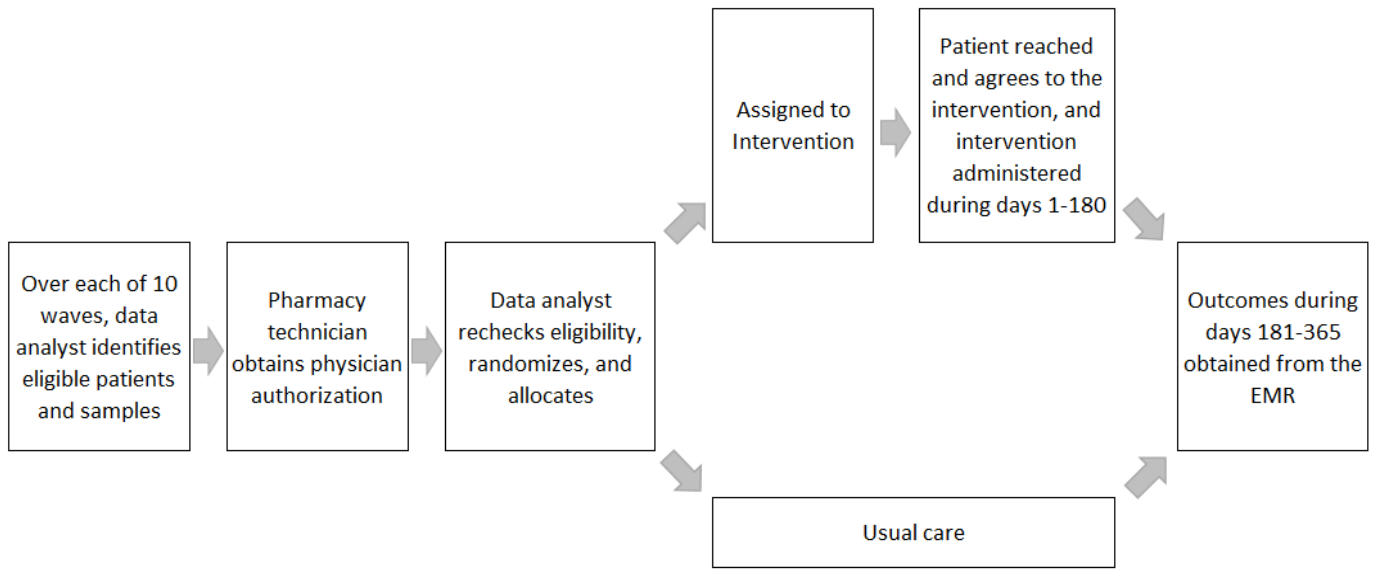 Over each of 10
waves, data
analyst identifies
eligible patients
and samples
Pharmacy
technician
obtains physician
authorization
Data analyst
rechecks eligibility,
randomizes, and
allocates
Assigned to
Intervention
Patient reached
and agrees to the
intervention, and
intervention
administered
during days 1-180
Usual care
Outcomes during
days 181-365
obtained from the
EMR